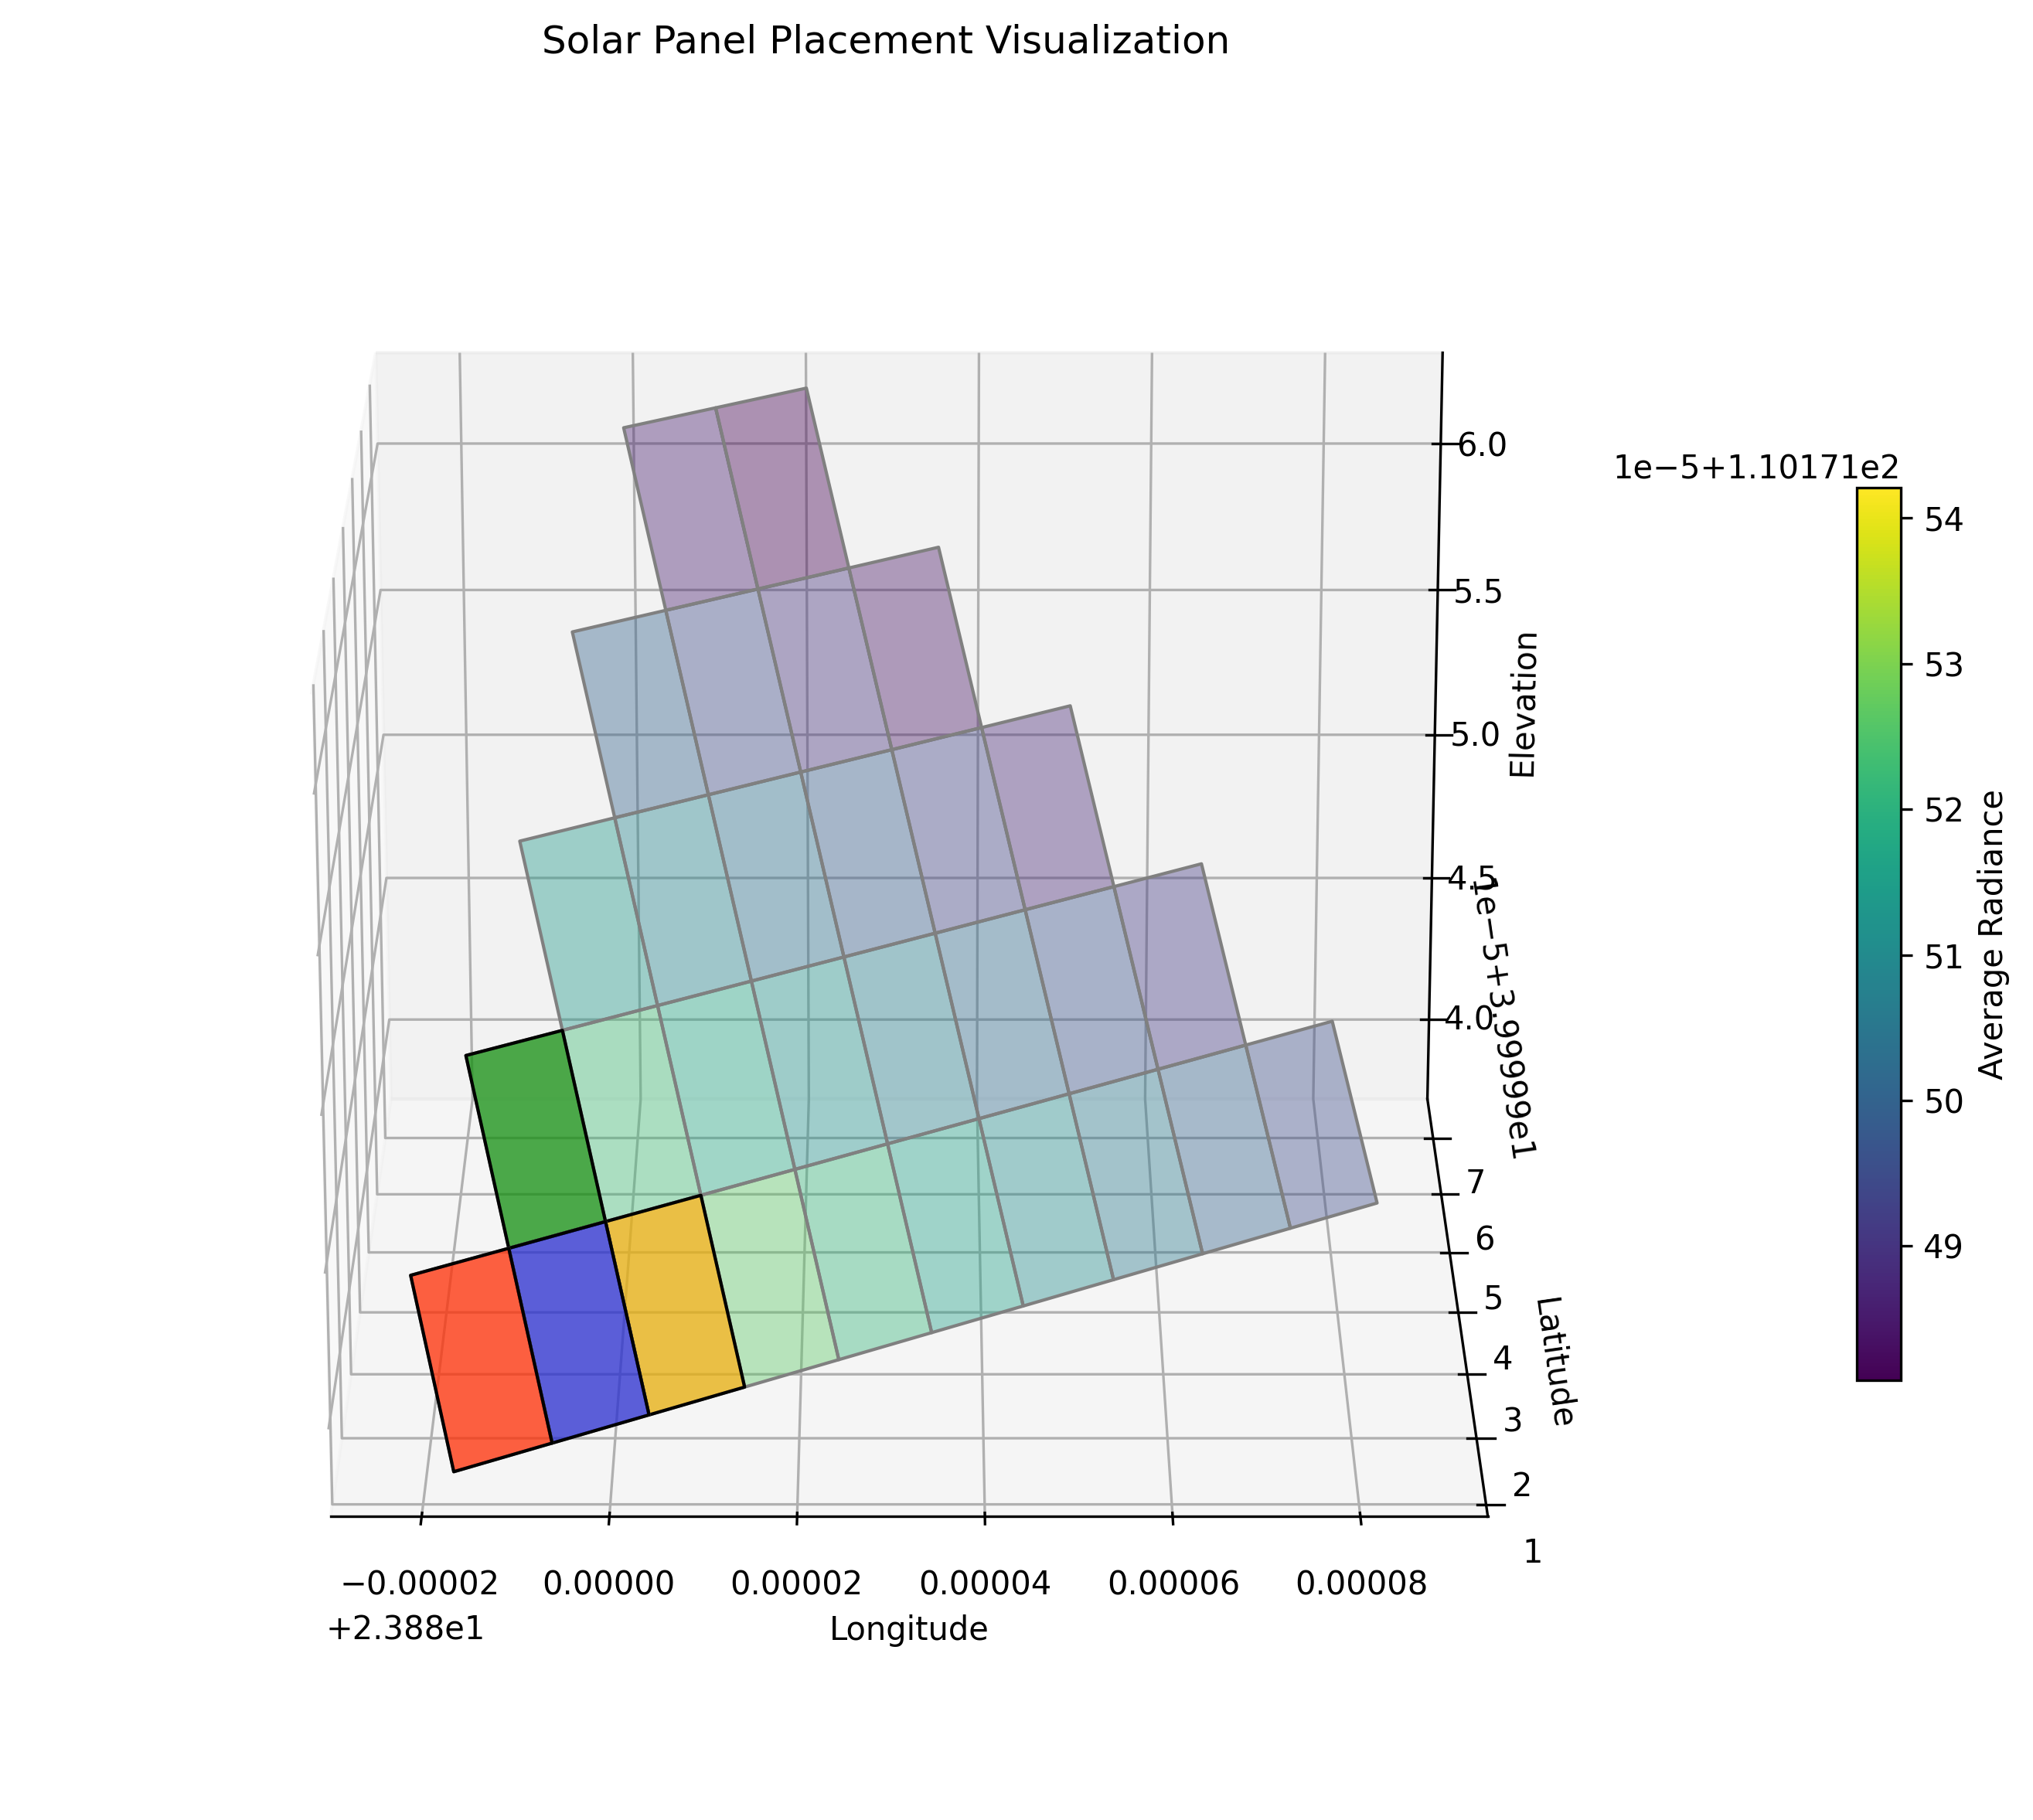 Solar Panel Placement Visualization
6.0
5.5
5.0
4.5
4.0
Elevation
1e−5+3.99999e1
7
6
5
4
3
2
1
Latitude
−0.00002 0.00000 0.00002 0.00004 0.00006 0.00008
+2.388e1
Longitude
1e−5+1.10171e2
54
53
52
51
50
49
Average Radiance